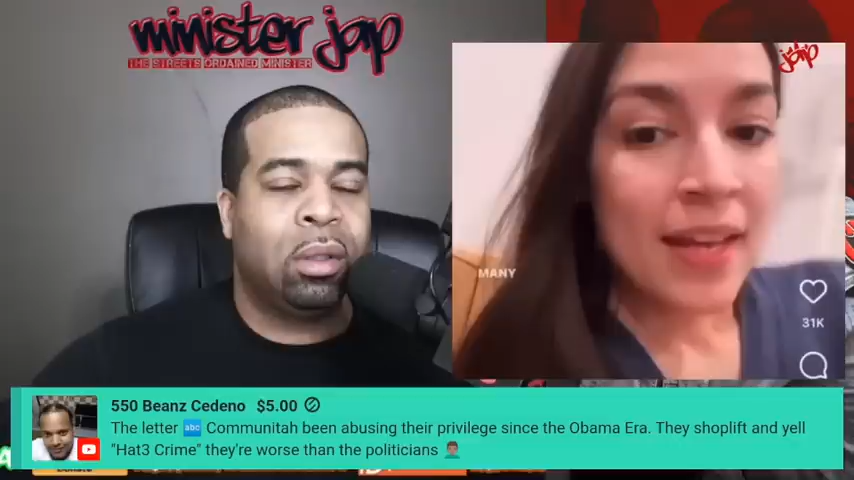 minister jap
THE STREETS ORDAINED MINISTER
jap
MANY
31K
550 Beanz Cedeno $5.00
The letter abc Communitah been abusing their privilege since the Obama Era. They shoplift and yell
"Hat3 Crime" they're worse than the politicians